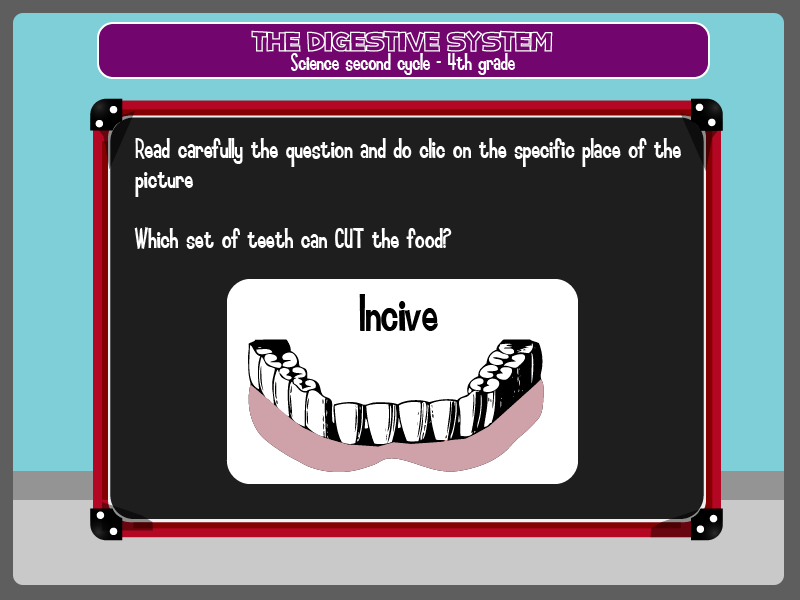 THE DIGESTIVE SYSTEM
Science second cycle - 4th grade
Read carefully the question and do clic on the specific place of the
picture
Which set of teeth can CUT the food?
Incive